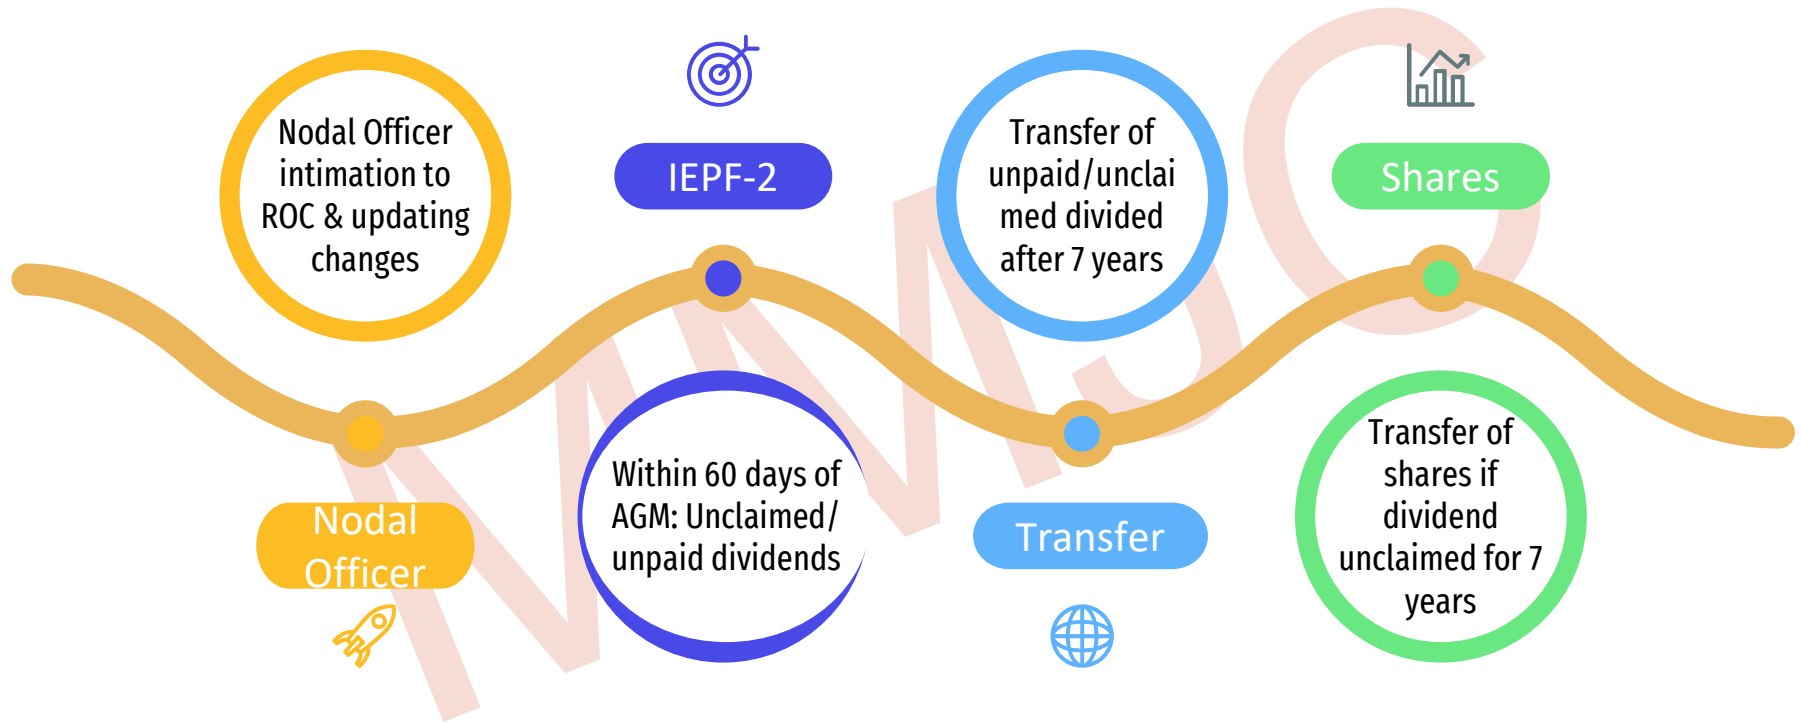 Nodal Officer
intimation to
ROC & updating
changes
Nodal
Officer
IEPF-2
Within 60 days of
AGM: Unclaimed/
unpaid dividends
Transfer of
unpaid/unclai
med divided
after 7 years
Transfer
Shares
Transfer of
shares if
dividend
unclaimed for 7
years
MMJC